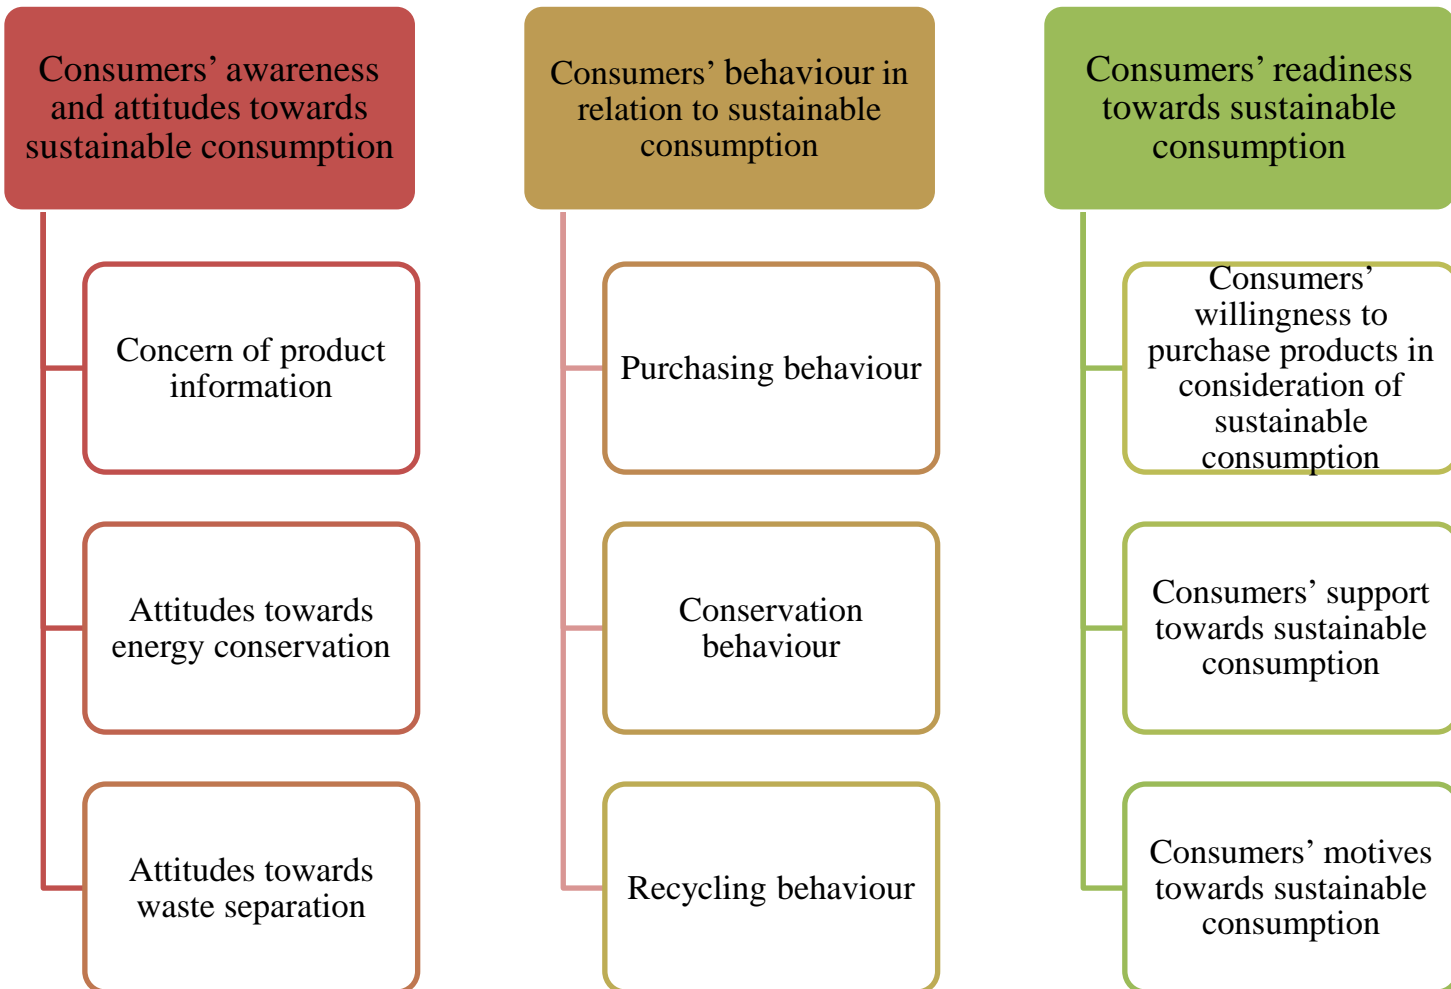 Consumers’ awareness
and attitudes towards
sustainable consumption
Concern of product
information
Attitudes towards
energy conservation
Attitudes towards
waste separation
Consumers’ behaviour in
relation to sustainable
consumption
Purchasing behaviour
Conservation
behaviour
Recycling behaviour
Consumers’ readiness
towards sustainable
consumption
Consumers’
willingness to
purchase products in
consideration of
sustainable
consumption
Consumers’ support
towards sustainable
consumption
Consumers’ motives
towards sustainable
consumption